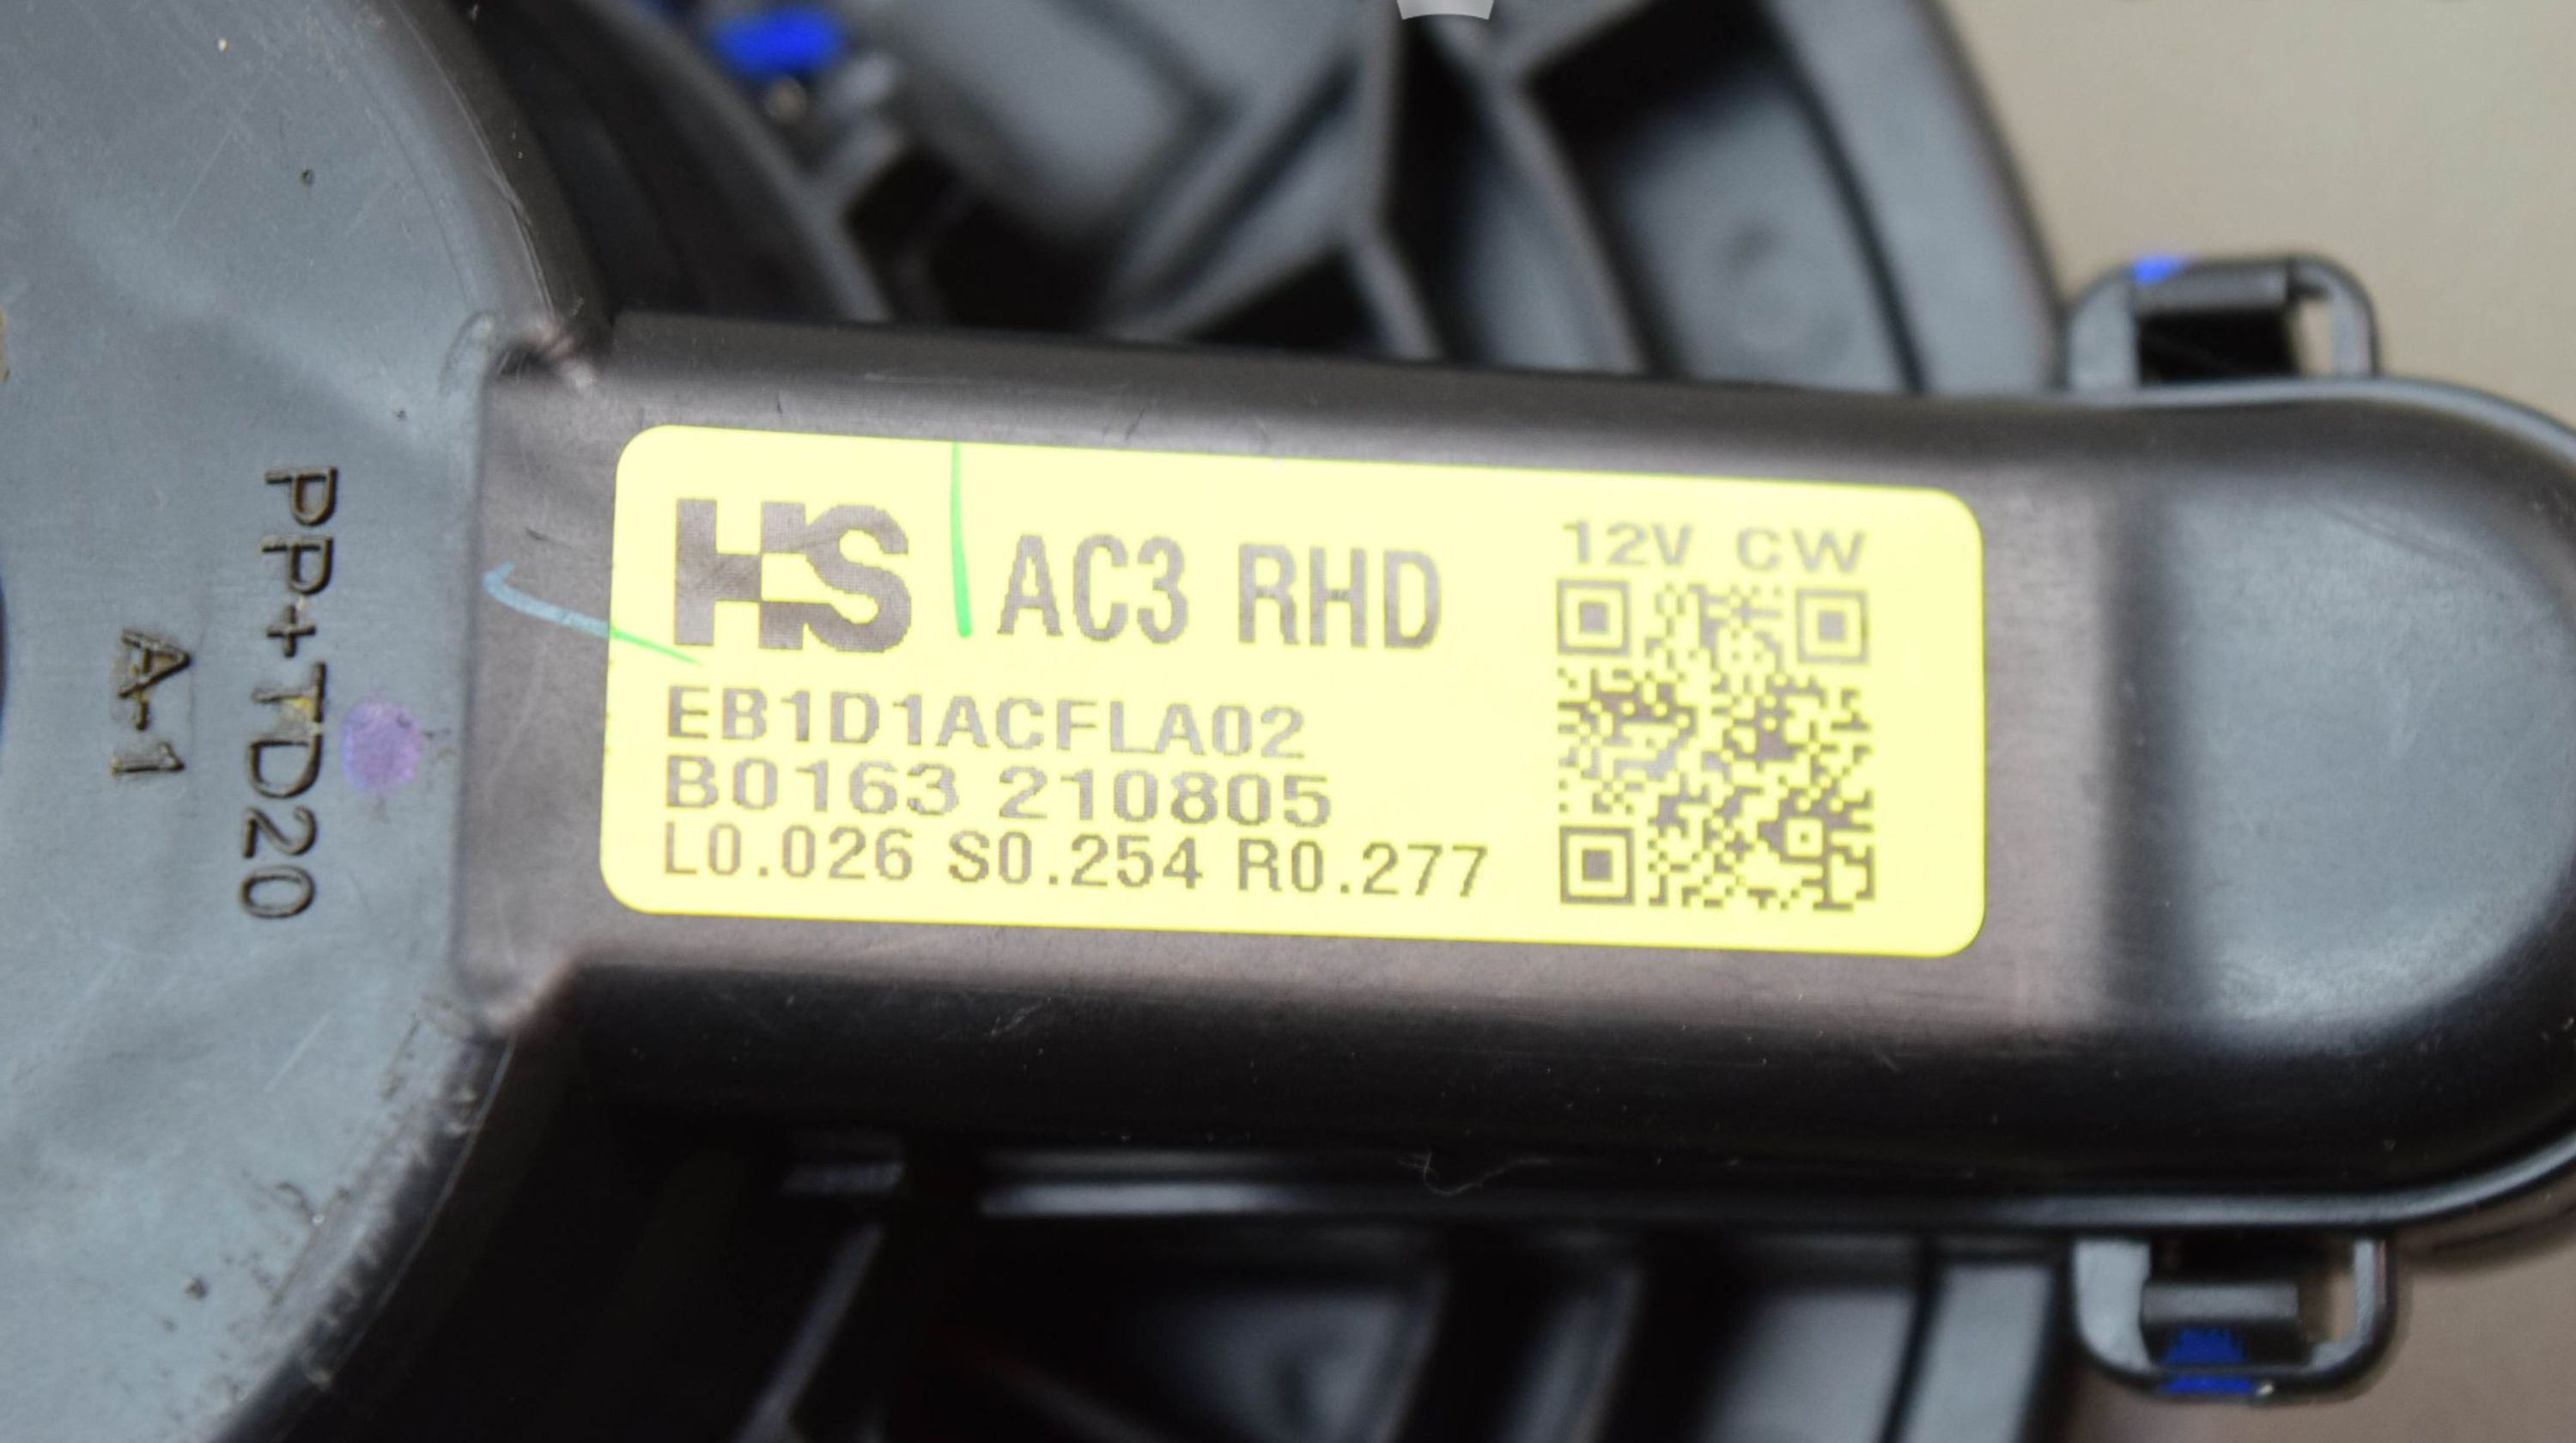 PP+TD20
A-1
HS AC3 RHD
12V CW
EB1D1ACFLA02
B0163 210805
L0.026 S0.254 R0.277